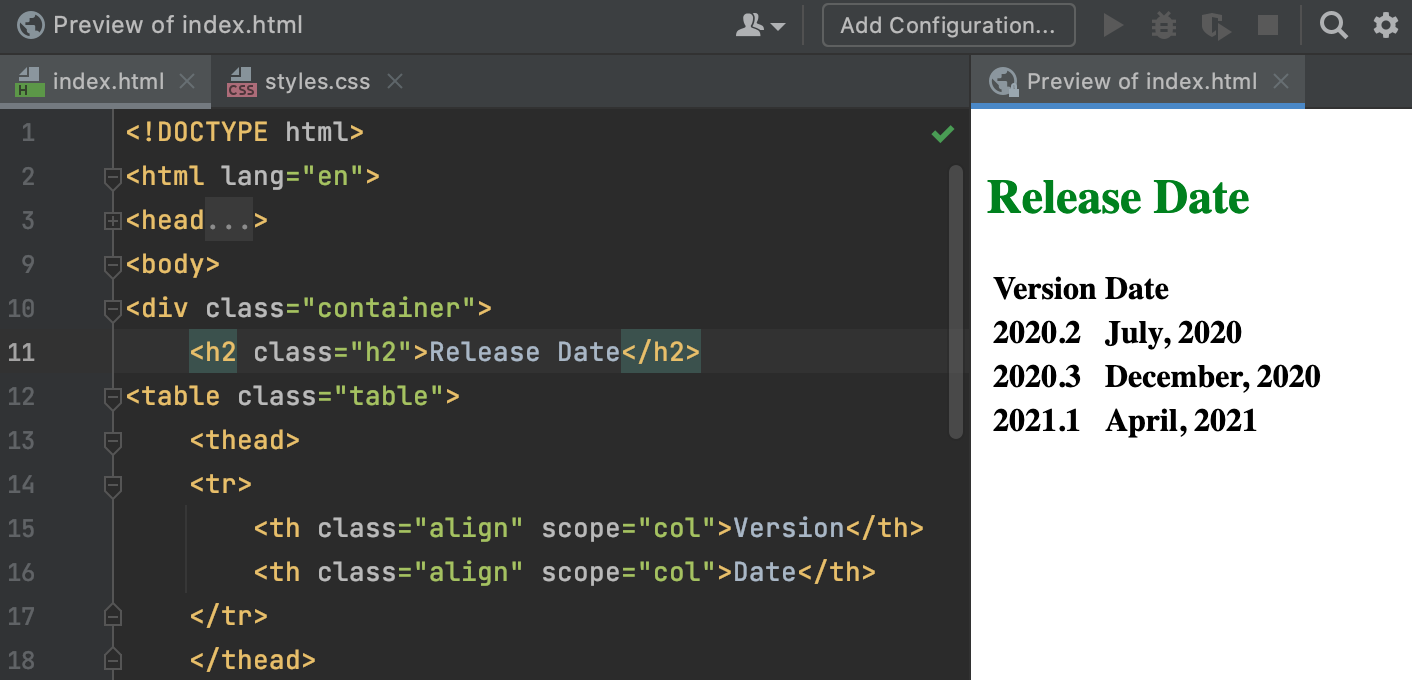 Preview of index.html
Add Configuration...
H index.html
CSS styles.css
Preview of index.html
1 <!DOCTYPE html>
2 <html lang="en">
3 <head...>
9 <body>
10 <div class="container">
11 <h2 class="h2">Release Date</h2>
12 <table class="table">
13 <thead>
14 <tr>
15 <th class="align" scope="col">Version</th>
16 <th class="align" scope="col">Date</th>
17 </tr>
18 </thead>
Release Date
Version Date
2020.2 July, 2020
2020.3 December, 2020
2021.1 April, 2021